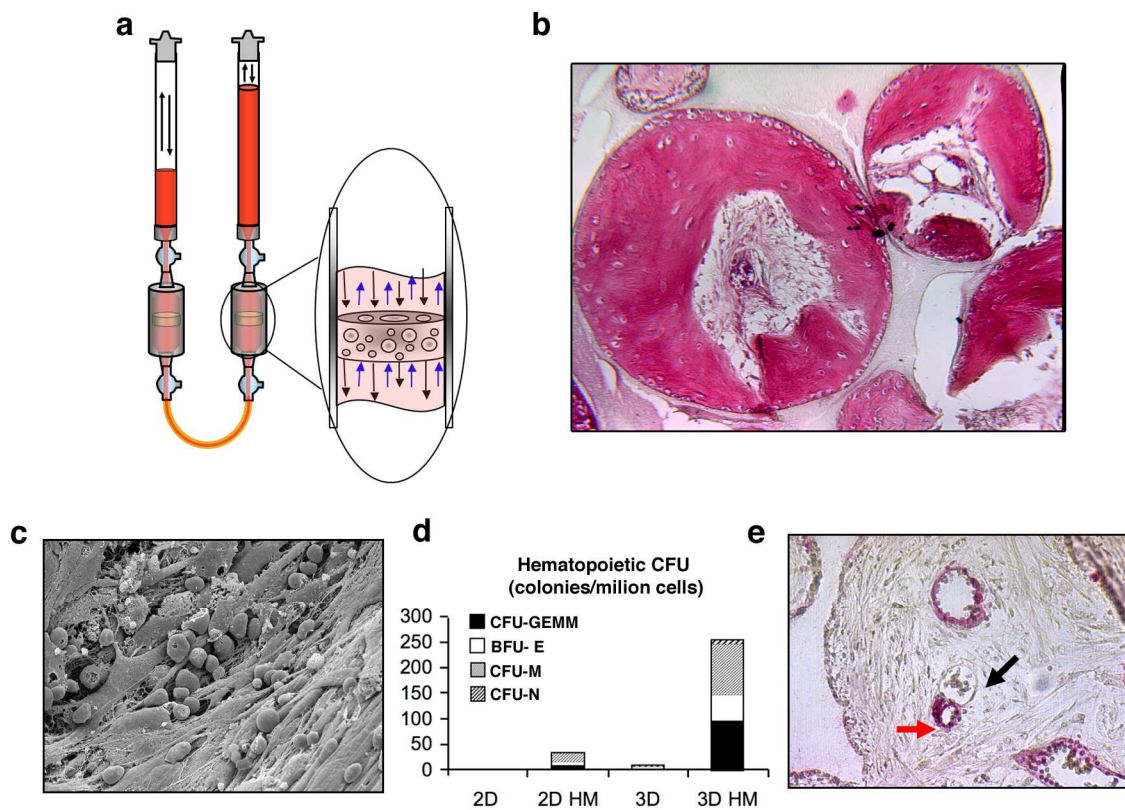 a
b
c
d
Hematopoietic CFU
(colonies/milion cells)
300
250
200
150
100
50
0
CFU-GEMM
BFU- E
CFU-M
CFU-N
2D
2D HM
3D
3D HM
e